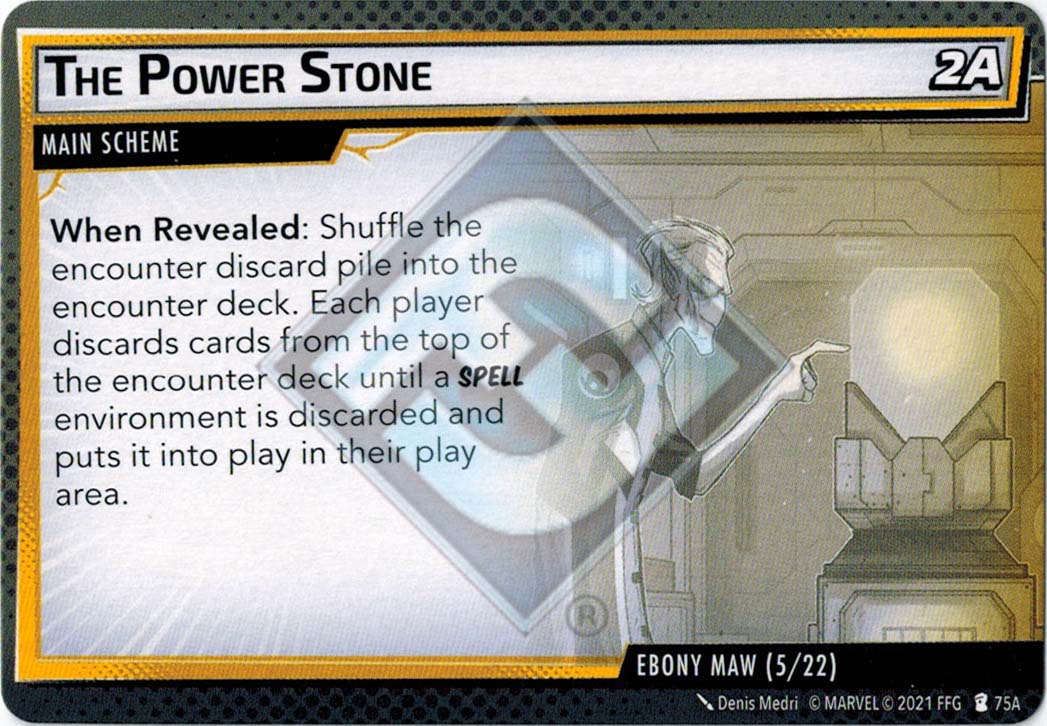 THE POWER STONE
2A
MAIN SCHEME
When Revealed: Shuffle the
encounter discard pile into the
encounter deck. Each player
discards cards from the top of
the encounter deck until a SPELL
environment is discarded and
puts it into play in their play
area.
®
EBONY MAW (5/22)
Denis Medri © MARVEL © 2021 FFG 75A